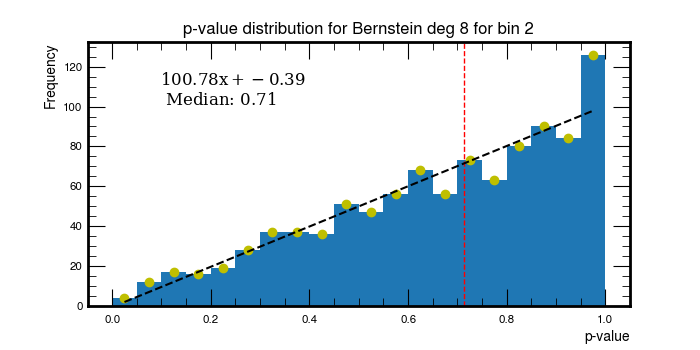 p-value distribution for Bernstein deg 8 for bin 2
Frequency
120
100
80
60
40
20
0
100.78x + −0.39
Median: 0.71
0.0 0.2 0.4 0.6 0.8 1.0
p-value